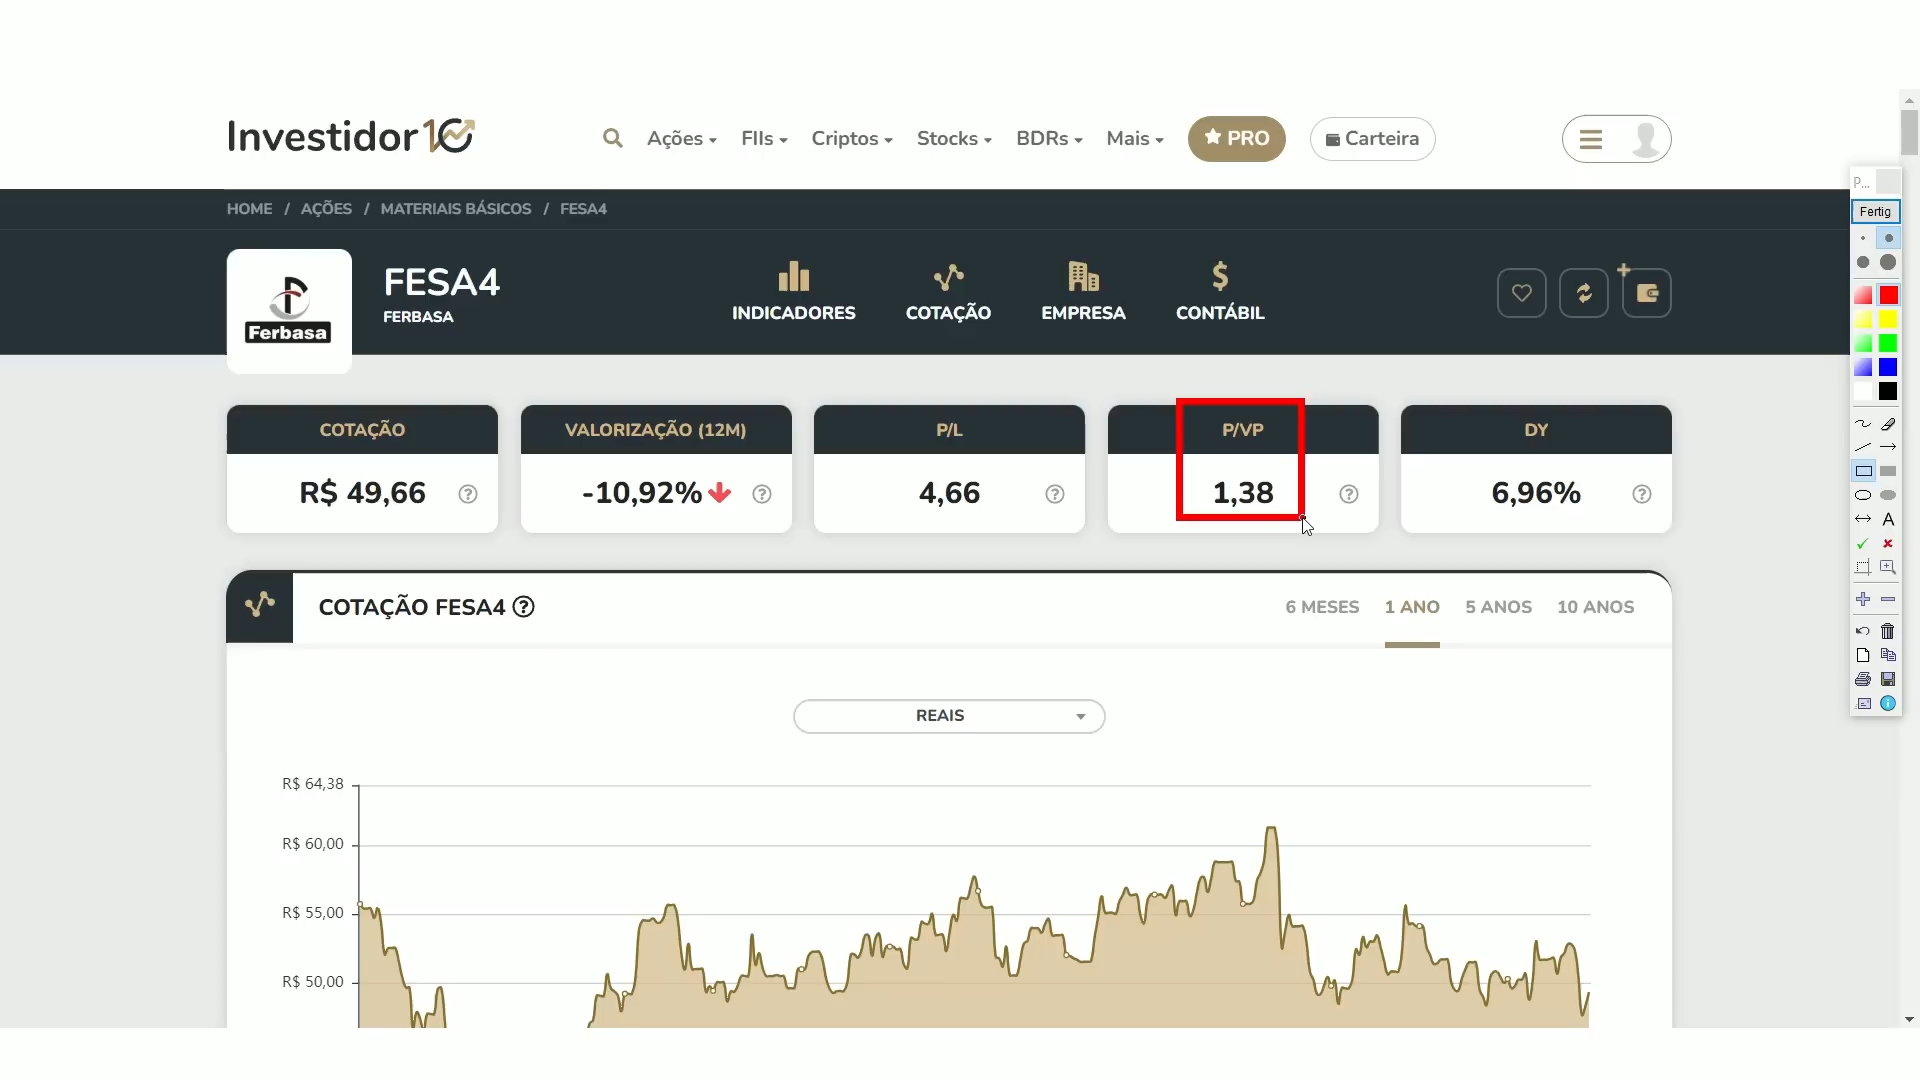 Investidor10
Ações
FIIs
Criptos
Stocks
BDRs
Mais
PRO
Carteira
P...
Fertig
HOME / AÇÕES / MATERIAIS BÁSICOS / FESA4
Ferbasa
FESA4
FERBASA
INDICADORES
COTAÇÃO
EMPRESA
CONTÁBIL
COTAÇÃO
R$ 49,66
VALORIZAÇÃO (12M)
-10,92%
P/L
4,66
P/VP
1,38
DY
6,96%
COTAÇÃO FESA4
6 MESES
1 ANO
5 ANOS
10 ANOS
REAIS
R$ 64,38
R$ 60,00
R$ 55,00
R$ 50,00